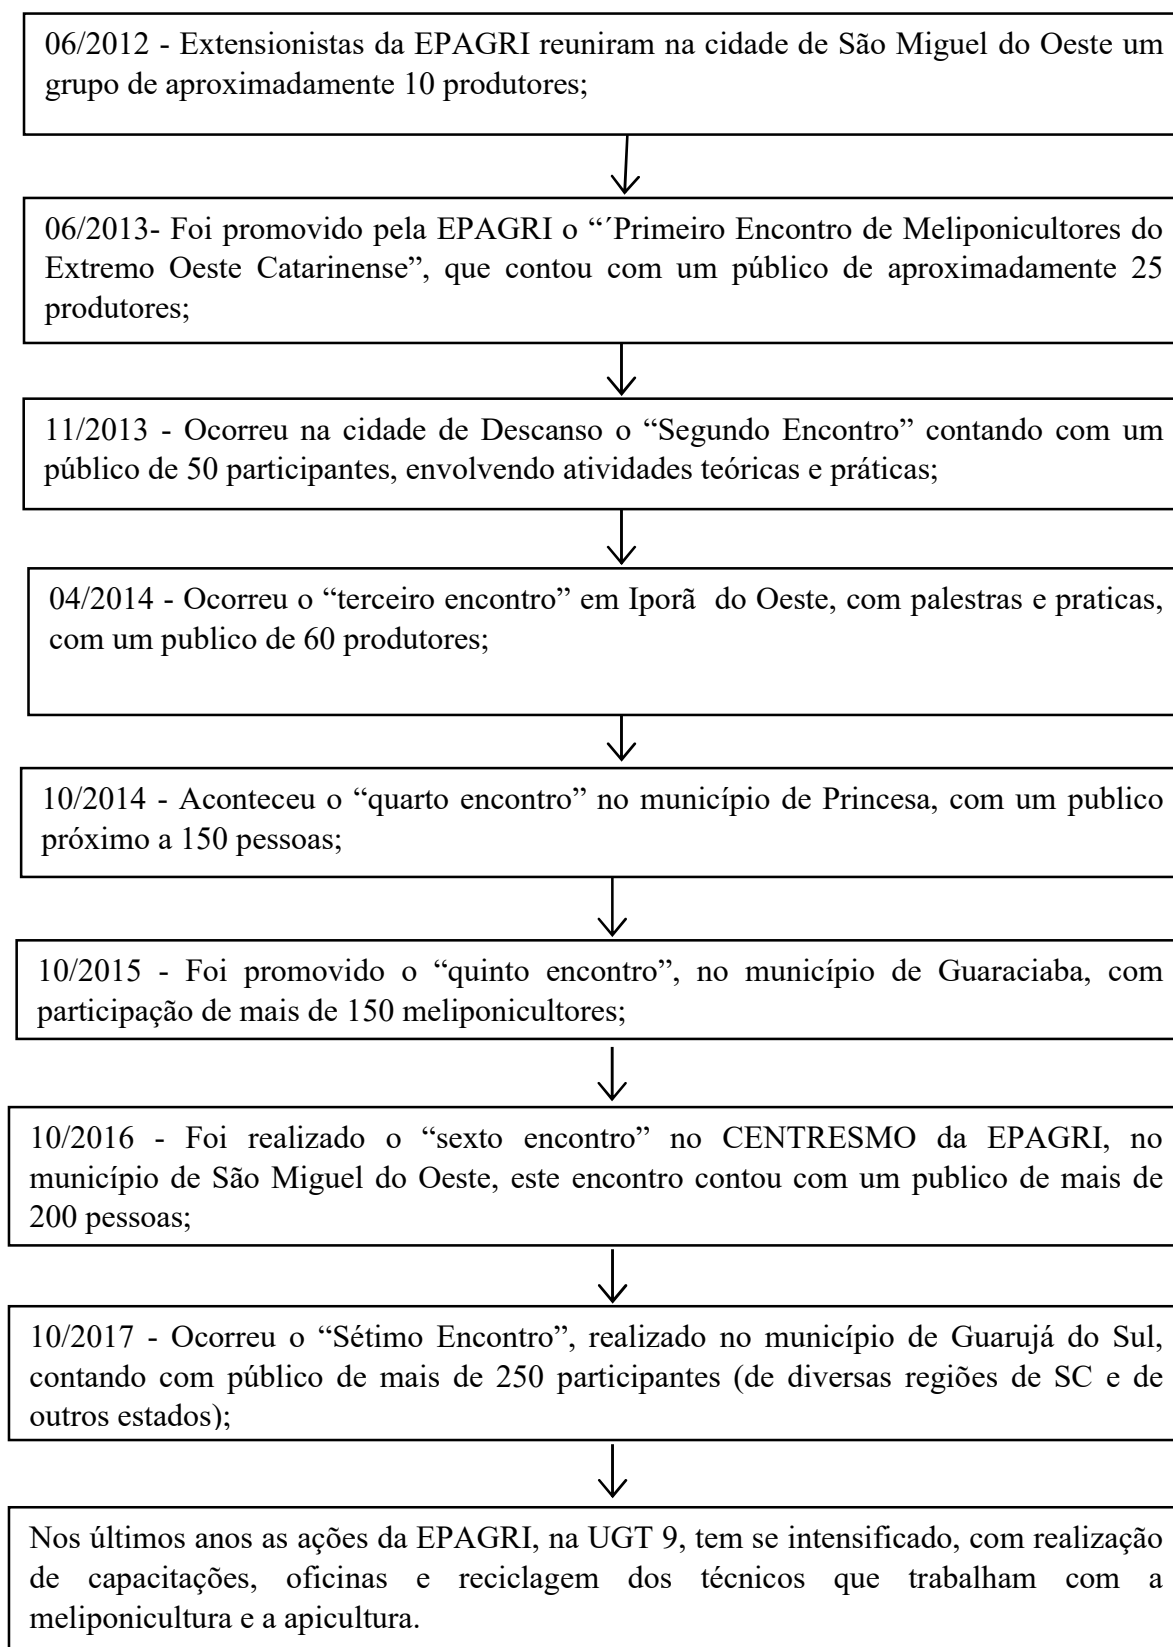 06/2012 - Extensionistas da EPAGRI reuniram na cidade de São Miguel do Oeste um
grupo de aproximadamente 10 produtores;
06/2013- Foi promovido pela EPAGRI o “´Primeiro Encontro de Meliponicultores do
Extremo Oeste Catarinense”, que contou com um público de aproximadamente 25
produtores;
11/2013 - Ocorreu na cidade de Descanso o “Segundo Encontro” contando com um
público de 50 participantes, envolvendo atividades teóricas e práticas;
04/2014 - Ocorreu o “terceiro encontro” em Iporã  do Oeste, com palestras e praticas,
com um publico de 60 produtores;
10/2014 - Aconteceu o “quarto encontro” no município de Princesa, com um publico
próximo a 150 pessoas;
10/2015 - Foi promovido o “quinto encontro”, no município de Guaraciaba, com
participação de mais de 150 meliponicultores;
10/2016 - Foi realizado o “sexto encontro” no CENTRESMO da EPAGRI, no
município de São Miguel do Oeste, este encontro contou com um publico de mais de
200 pessoas;
10/2017 - Ocorreu o “Sétimo Encontro”, realizado no município de Guarujá do Sul,
contando com público de mais de 250 participantes (de diversas regiões de SC e de
outros estados);
Nos últimos anos as ações da EPAGRI, na UGT 9, tem se intensificado, com realização
de capacitações, oficinas e reciclagem dos técnicos que trabalham com a
meliponicultura e a apicultura.